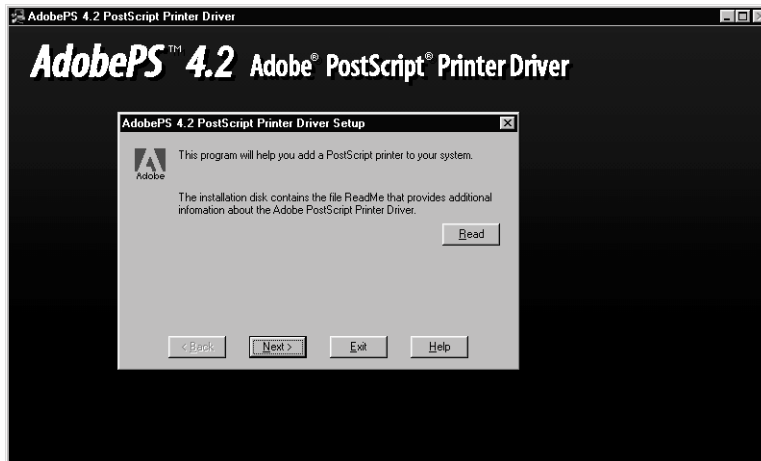 AdobePS 4.2 PostScript Printer Driver
AdobePS™ 4.2 Adobe® PostScript® Printer Driver
AdobePS 4.2 PostScript Printer Driver Setup
Adobe
This program will help you add a PostScript printer to your system.
The installation disk contains the file ReadMe that provides additional
infomation about the Adobe PostScript Printer Driver.
Read
< Back
Next >
Exit
Help